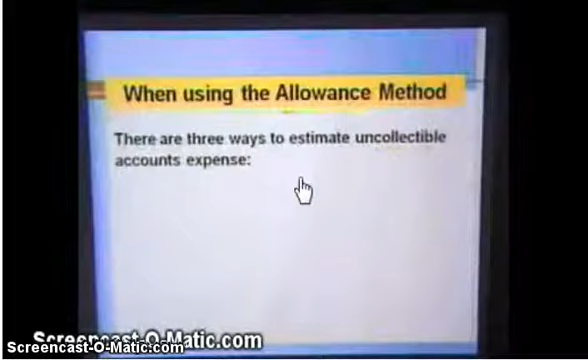 When using the Allowance Method
There are three ways to estimate uncollectible
accounts expense:
Screencast-O-Matic.com
Screencast-O-Matic.com